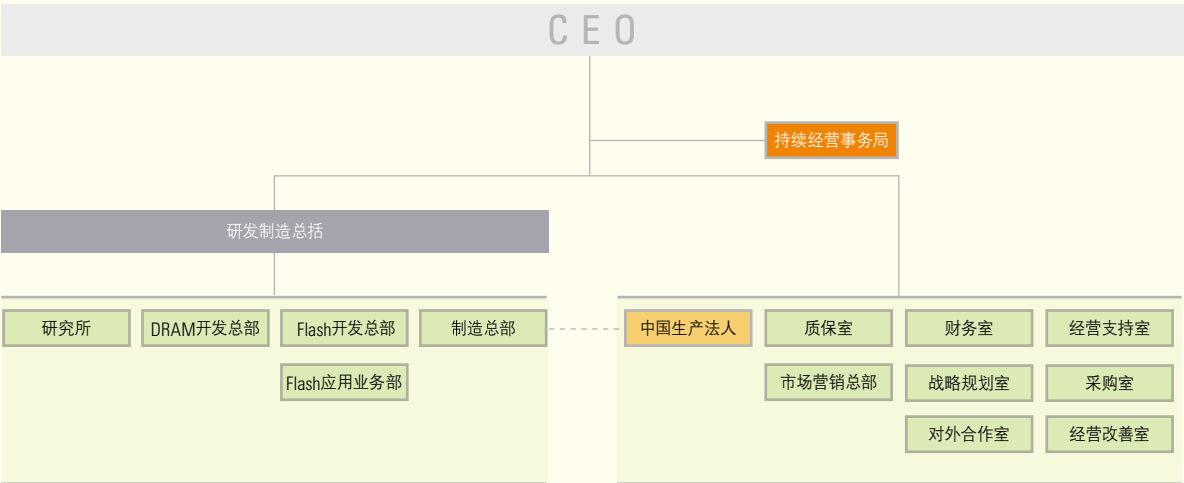 CEO
持续经营事务局
研发制造总括
研究所
DRAM开发总部
Flash开发总部
制造总部
中国生产法人
质保室
财务室
经营支持室
Flash应用业务部
市场营销总部
战略规划室
采购室
对外合作室
经营改善室